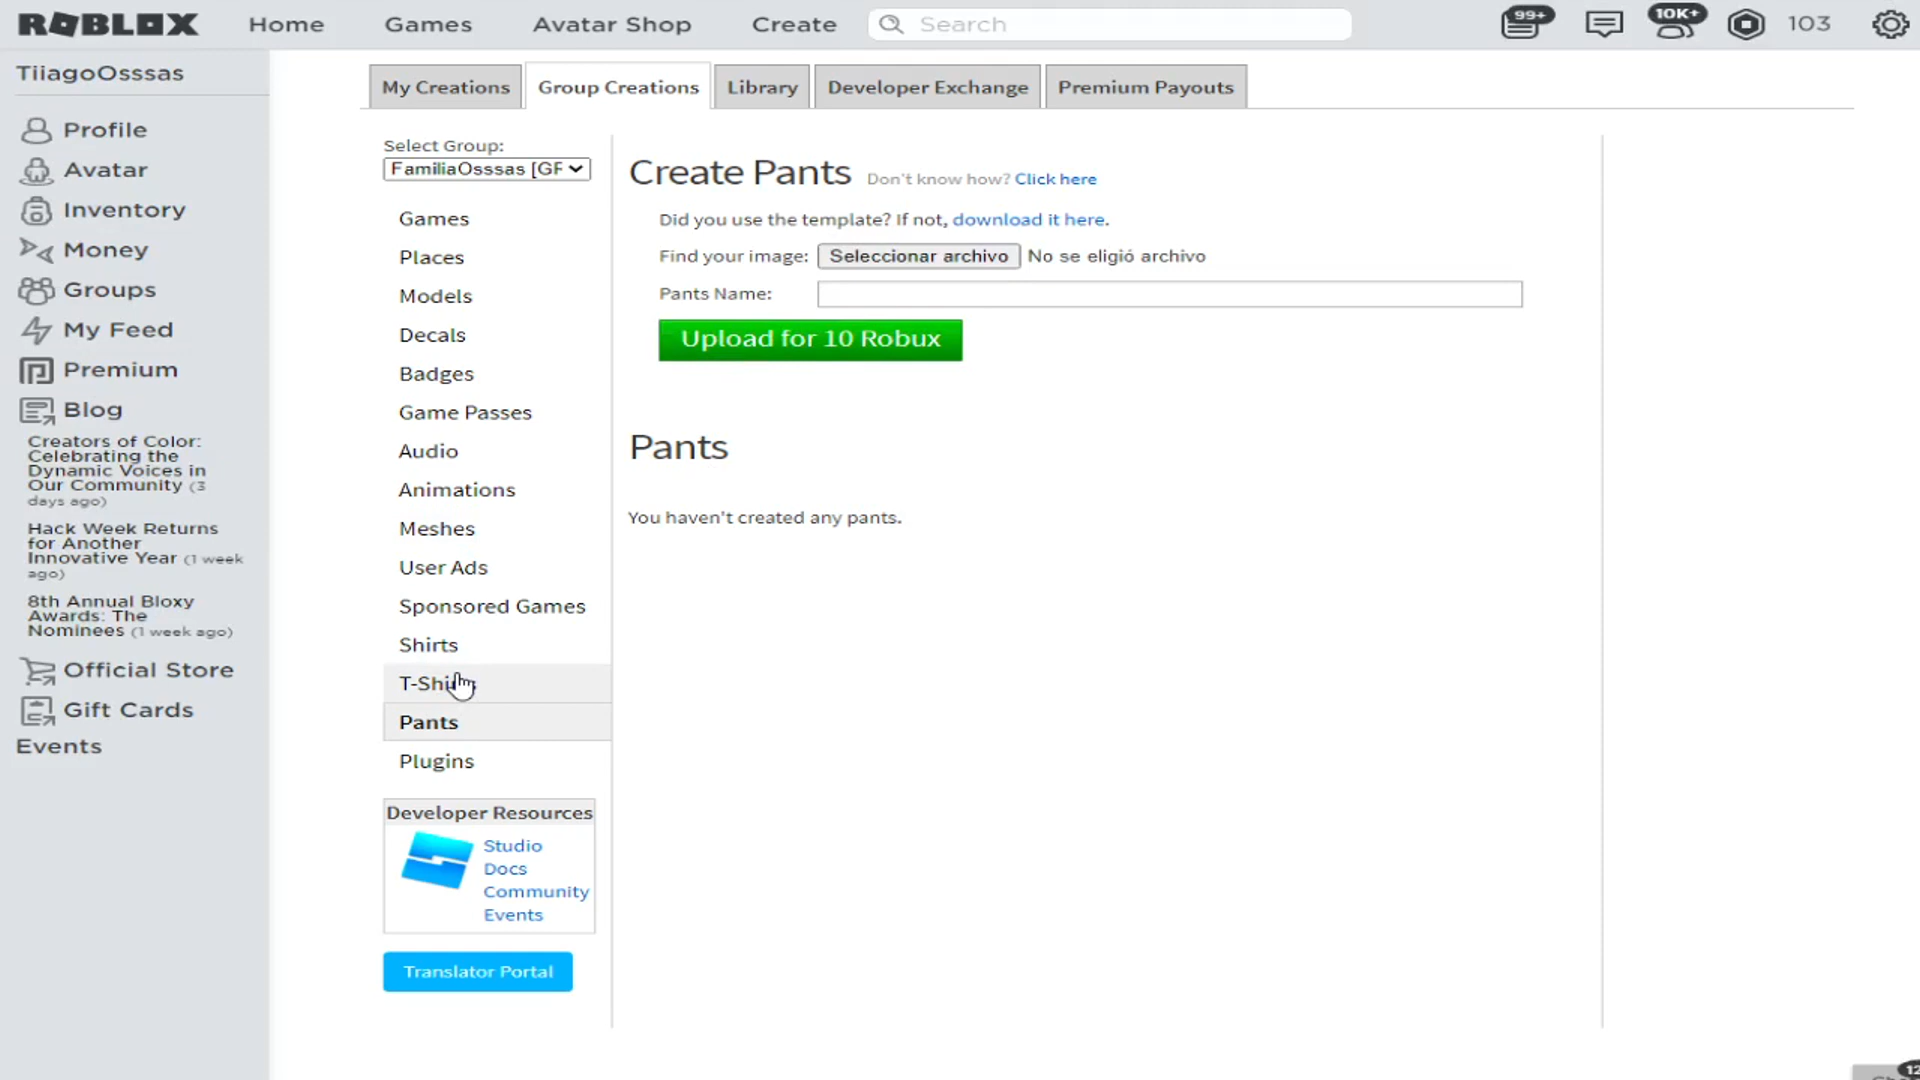 ROBLOX
Home
Games
Avatar Shop
Create
Search
99+
10K+
103
TiiagoOsssas
Profile
Avatar
Inventory
Money
Groups
My Feed
Premium
Blog
Creators of Color:
Celebrating the
Dynamic Voices in
Our Community (3
days ago)
Hack Week Returns
for Another
Innovative Year (1 week
ago)
8th Annual Bloxy
Awards: The
Nominees (1 week ago)
Official Store
Gift Cards
Events
My Creations
Group Creations
Library
Developer Exchange
Premium Payouts
Select Group:
FamiliaOsssas [GF
Games
Places
Models
Decals
Badges
Game Passes
Audio
Animations
Meshes
User Ads
Sponsored Games
Shirts
T-Shirts
Pants
Plugins
Developer Resources
Studio
Docs
Community
Events
Translator Portal
Create Pants Don't know how? Click here
Did you use the template? If not, download it here.
Find your image: Seleccionar archivo No se eligió archivo
Pants Name:
Upload for 10 Robux
Pants
You haven't created any pants.